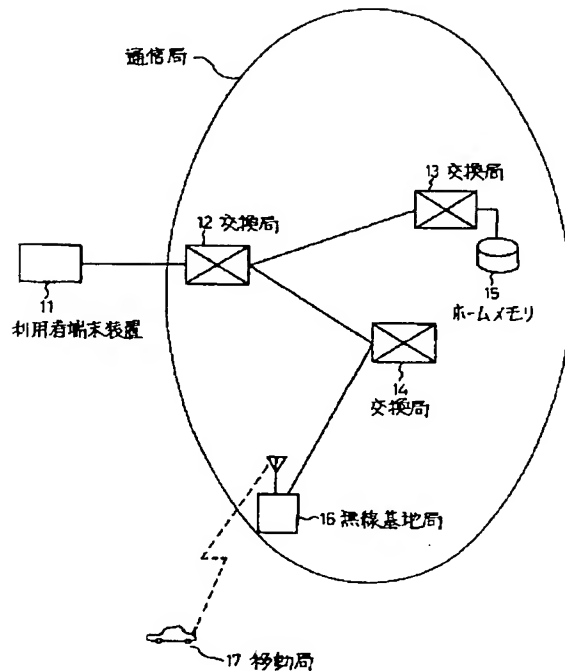 通信局
13 交換局
12 交換局
15
ホームメモリ
11
利用者端末装置
14
交換局
16 無線基地局
17 移動局